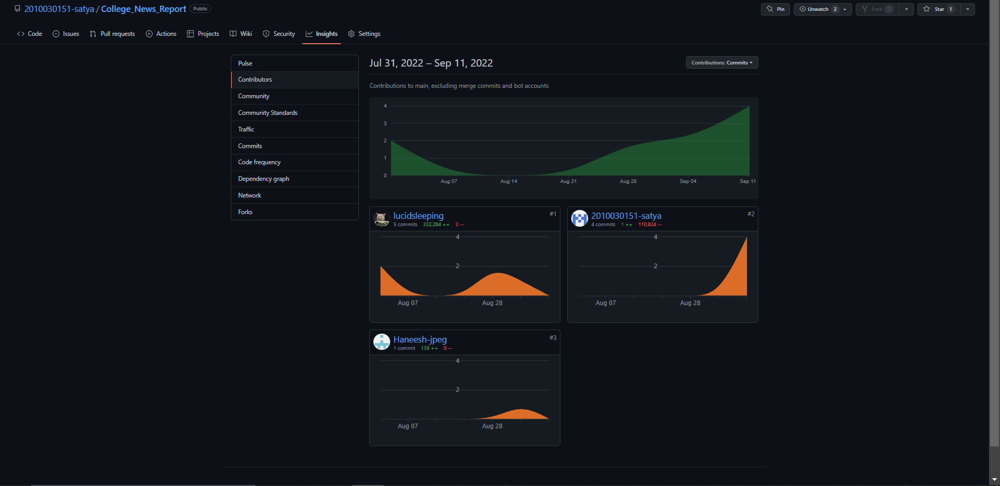 2010030151-satya / College_News_Report Public
Pin Unwatch 2 Fork 0 Star 1
Code Issues Pull requests Actions Projects Wiki Security Insights Settings
Pulse
Contributors
Community
Community Standards
Traffic
Commits
Code frequency
Dependency graph
Network
Forks
Jul 31, 2022 – Sep 11, 2022
Contributions: Commits
Contributions to main, excluding merge commits and bot accounts
4
3
2
1
0
Aug 07 Aug 14 Aug 21 Aug 28 Sep 04 Sep 11
lucidsleeping #1
5 commits 332,284 ++ 3 --
4
2
Aug 07 Aug 28
2010030151-satya #2
4 commits 1 ++ 110,824 --
4
2
Aug 07 Aug 28
Haneesh-jpeg #3
1 commit 138 ++ 0 --
4
2
Aug 07 Aug 28